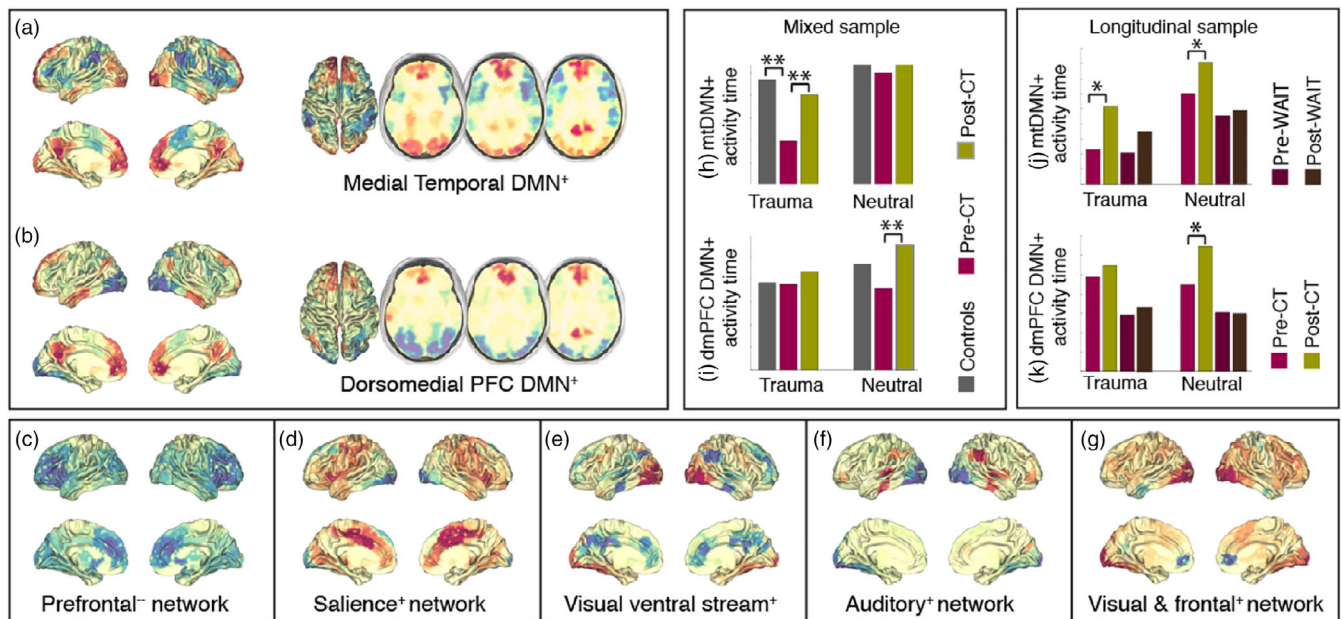 (a)
Medial Temporal DMN⁺
(b)
Dorsomedial PFC DMN⁺
Mixed sample
(h) mtDMN+
activity time
**
**
Trauma
Neutral
(i) dmPFC DMN+
activity time
**
Trauma
Neutral
Controls
Pre-CT
Post-CT
Longitudinal sample
(j) mtDMN+
activity time
*
*
Trauma
Neutral
Pre-WAIT
Post-WAIT
(k) dmPFC DMN+
activity time
*
Trauma
Neutral
Pre-CT
Post-CT
(c)
Prefrontal⁻ network
(d)
Salience⁺ network
(e)
Visual ventral stream⁺
(f)
Auditory⁺ network
(g)
Visual & frontal⁺ network